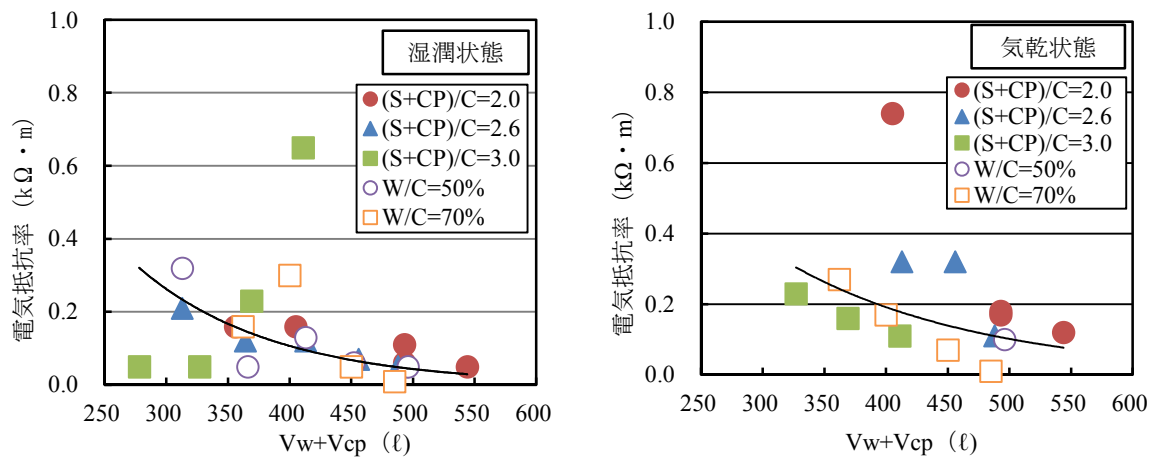 湿潤状態
(S+CP)/C=2.0
(S+CP)/C=2.6
(S+CP)/C=3.0
W/C=50%
W/C=70%
電気抵抗率（kΩ・m）
1.0
0.8
0.6
0.4
0.2
0.0
250 300 350 400 450 500 550 600
Vw+Vcp（ℓ）
気乾状態
(S+CP)/C=2.0
(S+CP)/C=2.6
(S+CP)/C=3.0
W/C=50%
W/C=70%
電気抵抗率（kΩ・m）
1.0
0.8
0.6
0.4
0.2
0.0
250 300 350 400 450 500 550 600
Vw+Vcp（ℓ）